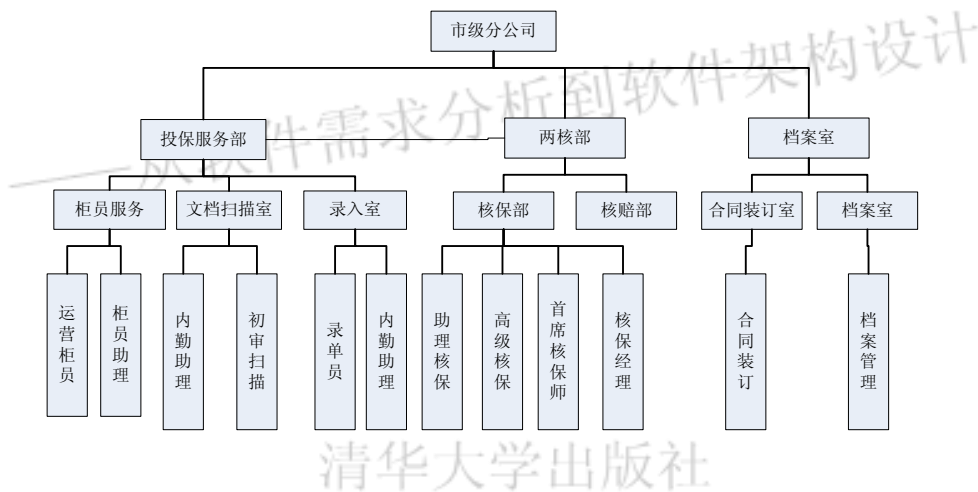 市级分公司
——从软件需求分析到软件架构设计
投保服务部
两核部
档案室
柜员服务
文档扫描室
录入室
核保部
核赔部
合同装订室
档案室
运营柜员
柜员助理
内勤助理
初审扫描
录单员
内勤助理
助理核保
高级核保
首席核保师
核保经理
合同装订
档案管理
清华大学出版社